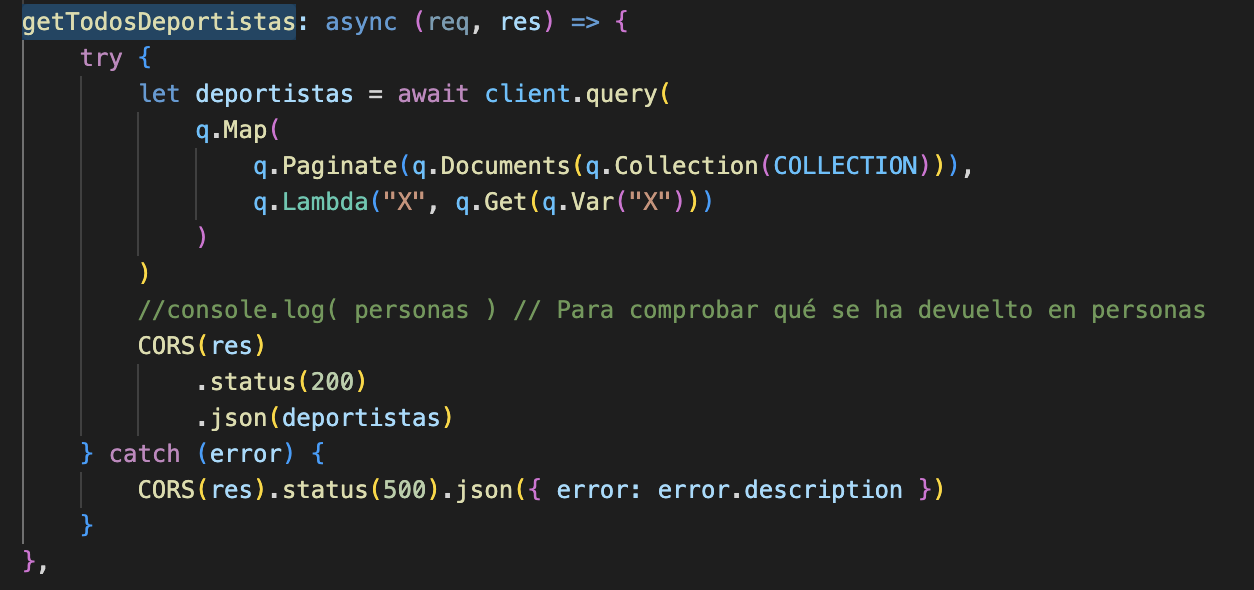 getTodosDeportistas: async (req, res) => {
    try {
        let deportistas = await client.query(
            q.Map(
                q.Paginate(q.Documents(q.Collection(COLLECTION))),
                q.Lambda("X", q.Get(q.Var("X")))
            )
        )
        //console.log( personas ) // Para comprobar qué se ha devuelto en personas
        CORS(res)
            .status(200)
            .json(deportistas)
    } catch (error) {
        CORS(res).status(500).json({ error: error.description })
    }
},